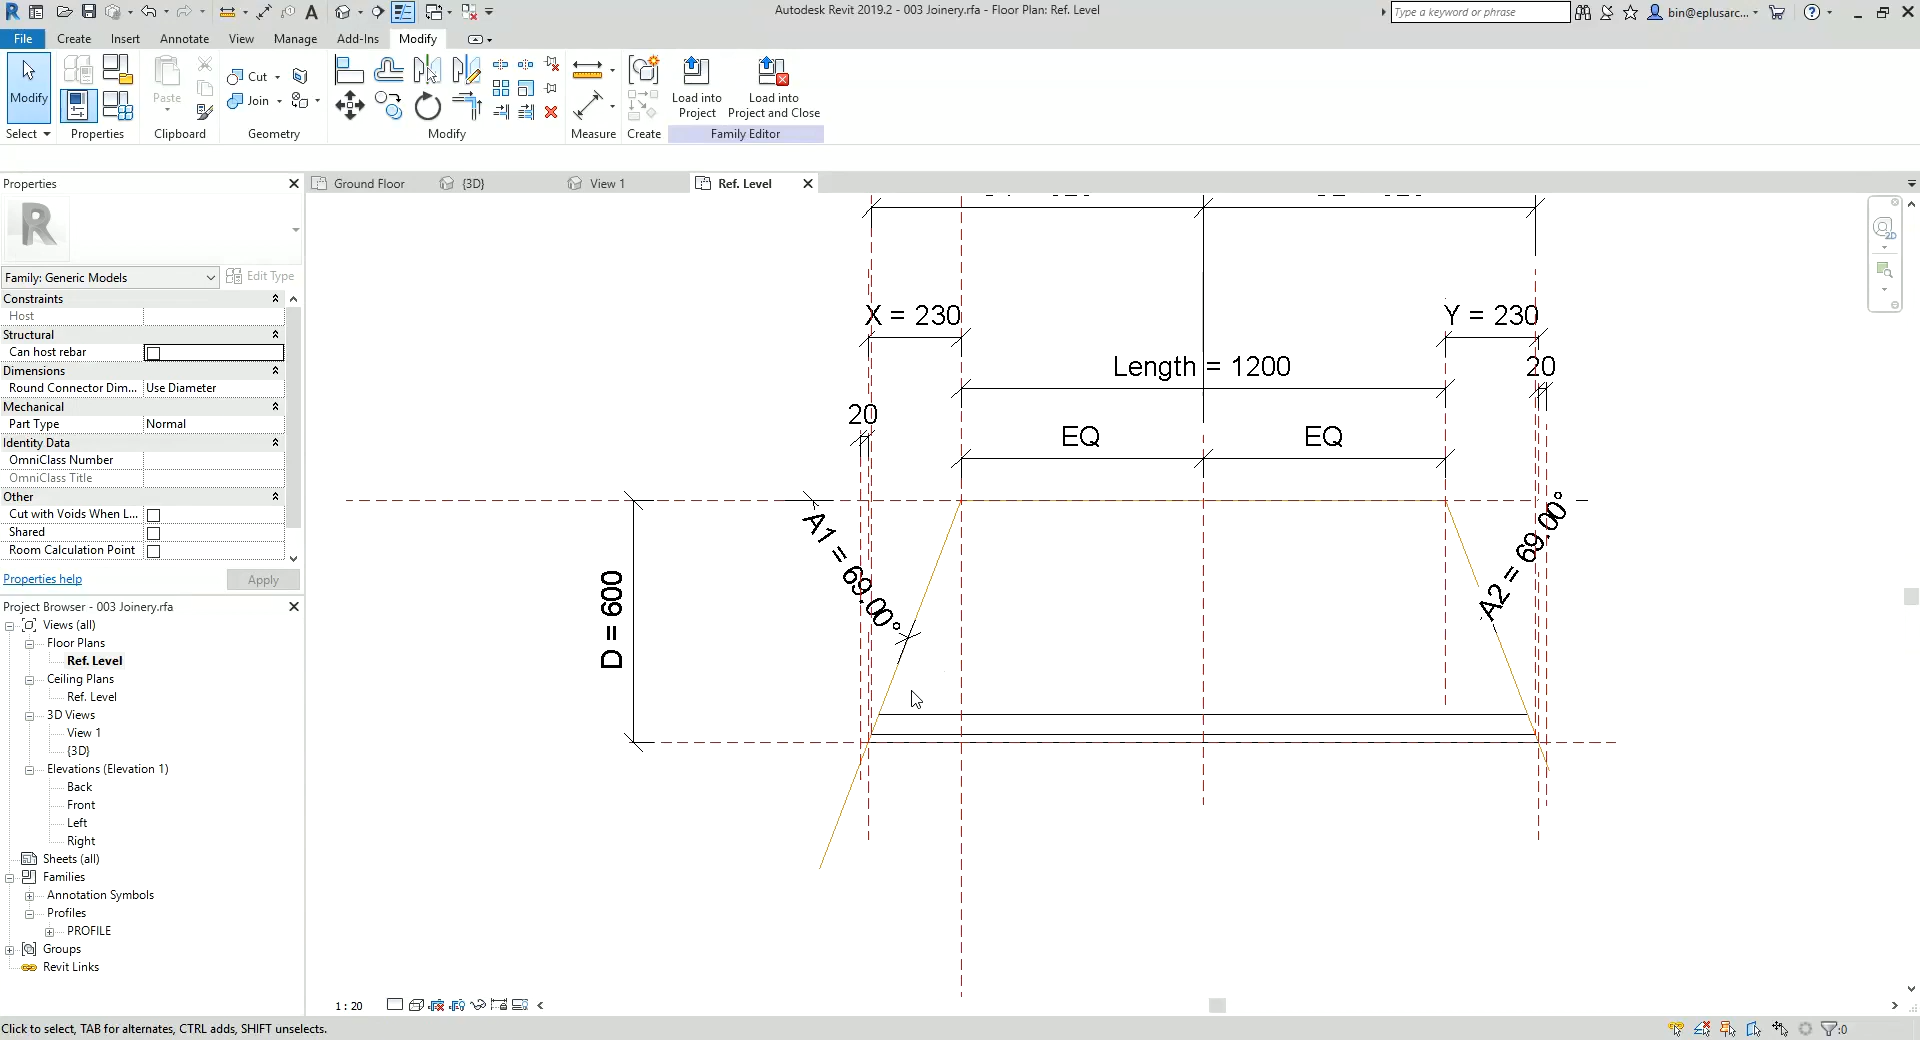 Autodesk Revit 2019.2 - 003 Joinery.rfa - Floor Plan: Ref. Level
Type a keyword or phrase
bin@eplusarc...
File Create Insert Annotate View Manage Add-Ins Modify
Modify
Paste
Cut
Join
Load into
Project
Load into
Project and Close
Select Properties Clipboard Geometry Modify Measure Create Family Editor
Properties
Ground Floor {3D} View 1 Ref. Level
Family: Generic Models Edit Type
Constraints
Host
Structural
Can host rebar
Dimensions
Round Connector Dim... Use Diameter
Mechanical
Part Type Normal
Identity Data
OmniClass Number
OmniClass Title
Other
Cut with Voids When L...
Shared
Room Calculation Point
Properties help Apply
Project Browser - 003 Joinery.rfa
Views (all)
Floor Plans
Ref. Level
Ceiling Plans
Ref. Level
3D Views
View 1
{3D}
Elevations (Elevation 1)
Back
Front
Left
Right
Sheets (all)
Families
Annotation Symbols
Profiles
PROFILE
Groups
Revit Links
X = 230
Y = 230
Length = 1200
20
20
EQ
EQ
A1 = 69.00°
A2 = 69.00°
D = 600
1 : 20
Click to select, TAB for alternates, CTRL adds, SHIFT unselects.
:0
2D